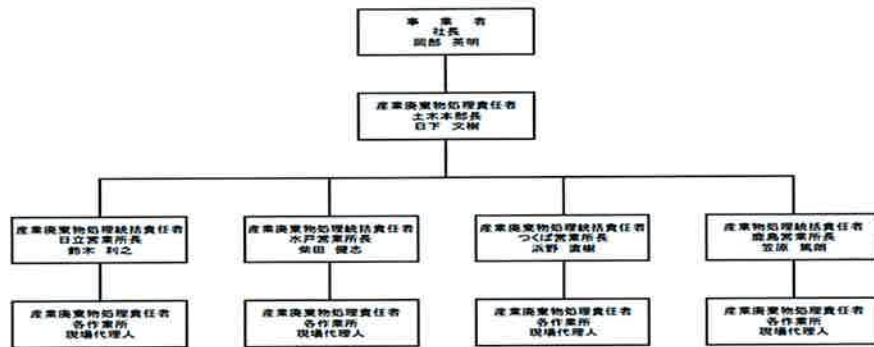 事 業 者
社長
岡部 英明
産業廃棄物処理責任者
土木本部長
日下 文樹
産業廃棄物処理統括責任者
日立営業所長
鈴木 利之
産業廃棄物処理統括責任者
水戸営業所長
柴田 健志
産業廃棄物処理統括責任者
つくば営業所長
浜野 直樹
産業物処理統括責任者
鹿島営業所長
笠原 篤朗
産業廃棄物処理責任者
各作業所
現場代理人
産業廃棄物処理責任者
各作業所
現場代理人
産業廃棄物処理責任者
各作業所
現場代理人
産業廃棄物処理責任者
各作業所
現場代理人